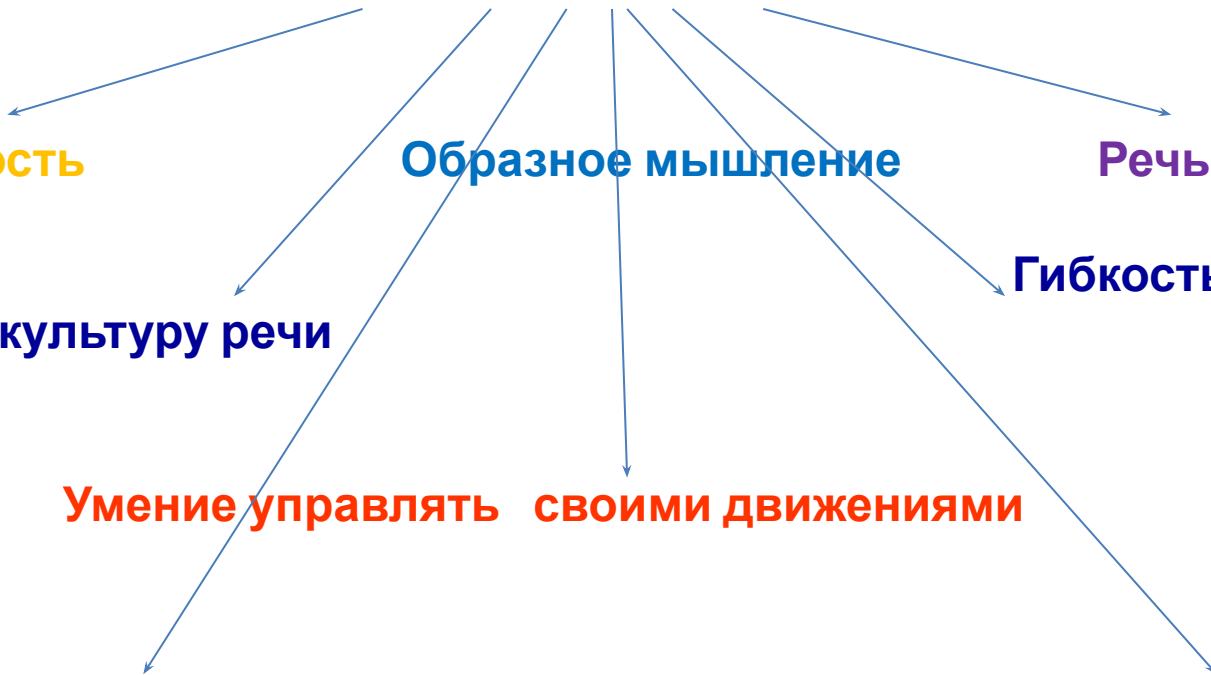 ость Образное мышление Речь
Гибкость
культуру речи
Умение управлять своими движениями